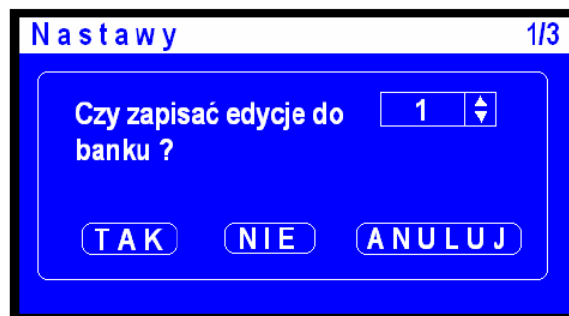 Nastawy 1/3
Czy zapisać edycje do 1
banku ?
TAK NIE ANULUJ